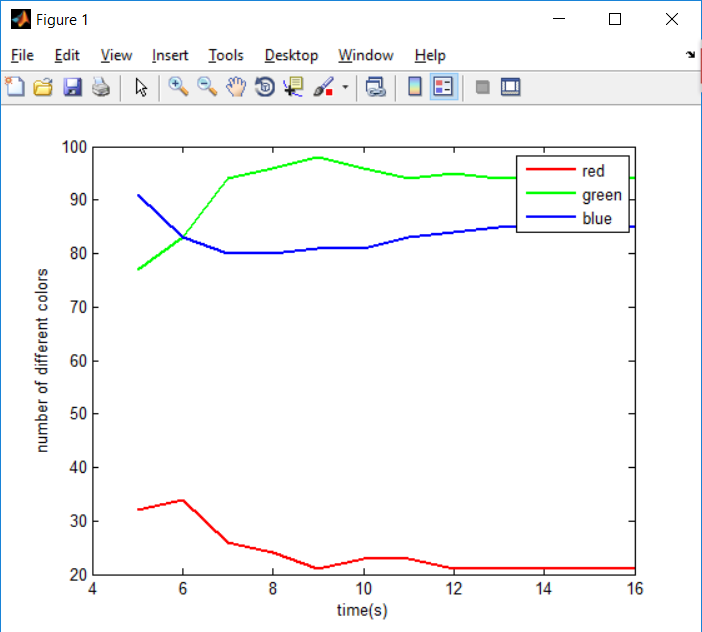 Figure 1
File Edit View Insert Tools Desktop Window Help
100
90
80
70
60
50
40
30
20
number of different colors
red
green
blue
4 6 8 10 12 14 16
time(s)